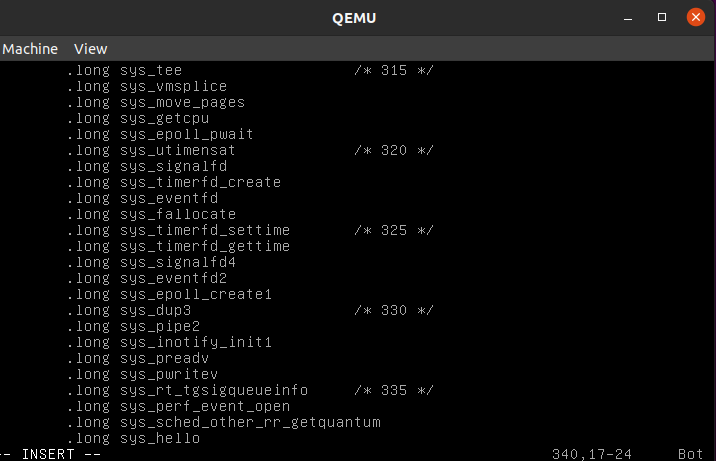 QEMU
Machine View
.long sys_tee /* 315 */
.long sys_vmsplice
.long sys_move_pages
.long sys_getcpu
.long sys_epoll_pwait
.long sys_utimensat /* 320 */
.long sys_signalfd
.long sys_timerfd_create
.long sys_eventfd
.long sys_fallocate
.long sys_timerfd_settime /* 325 */
.long sys_timerfd_gettime
.long sys_signalfd4
.long sys_eventfd2
.long sys_epoll_create1
.long sys_dup3 /* 330 */
.long sys_pipe2
.long sys_inotify_init1
.long sys_preadv
.long sys_pwritev
.long sys_rt_tgsigqueueinfo /* 335 */
.long sys_perf_event_open
.long sys_sched_other_rr_getquantum
.long sys_hello
-- INSERT -- 340,17-24 Bot